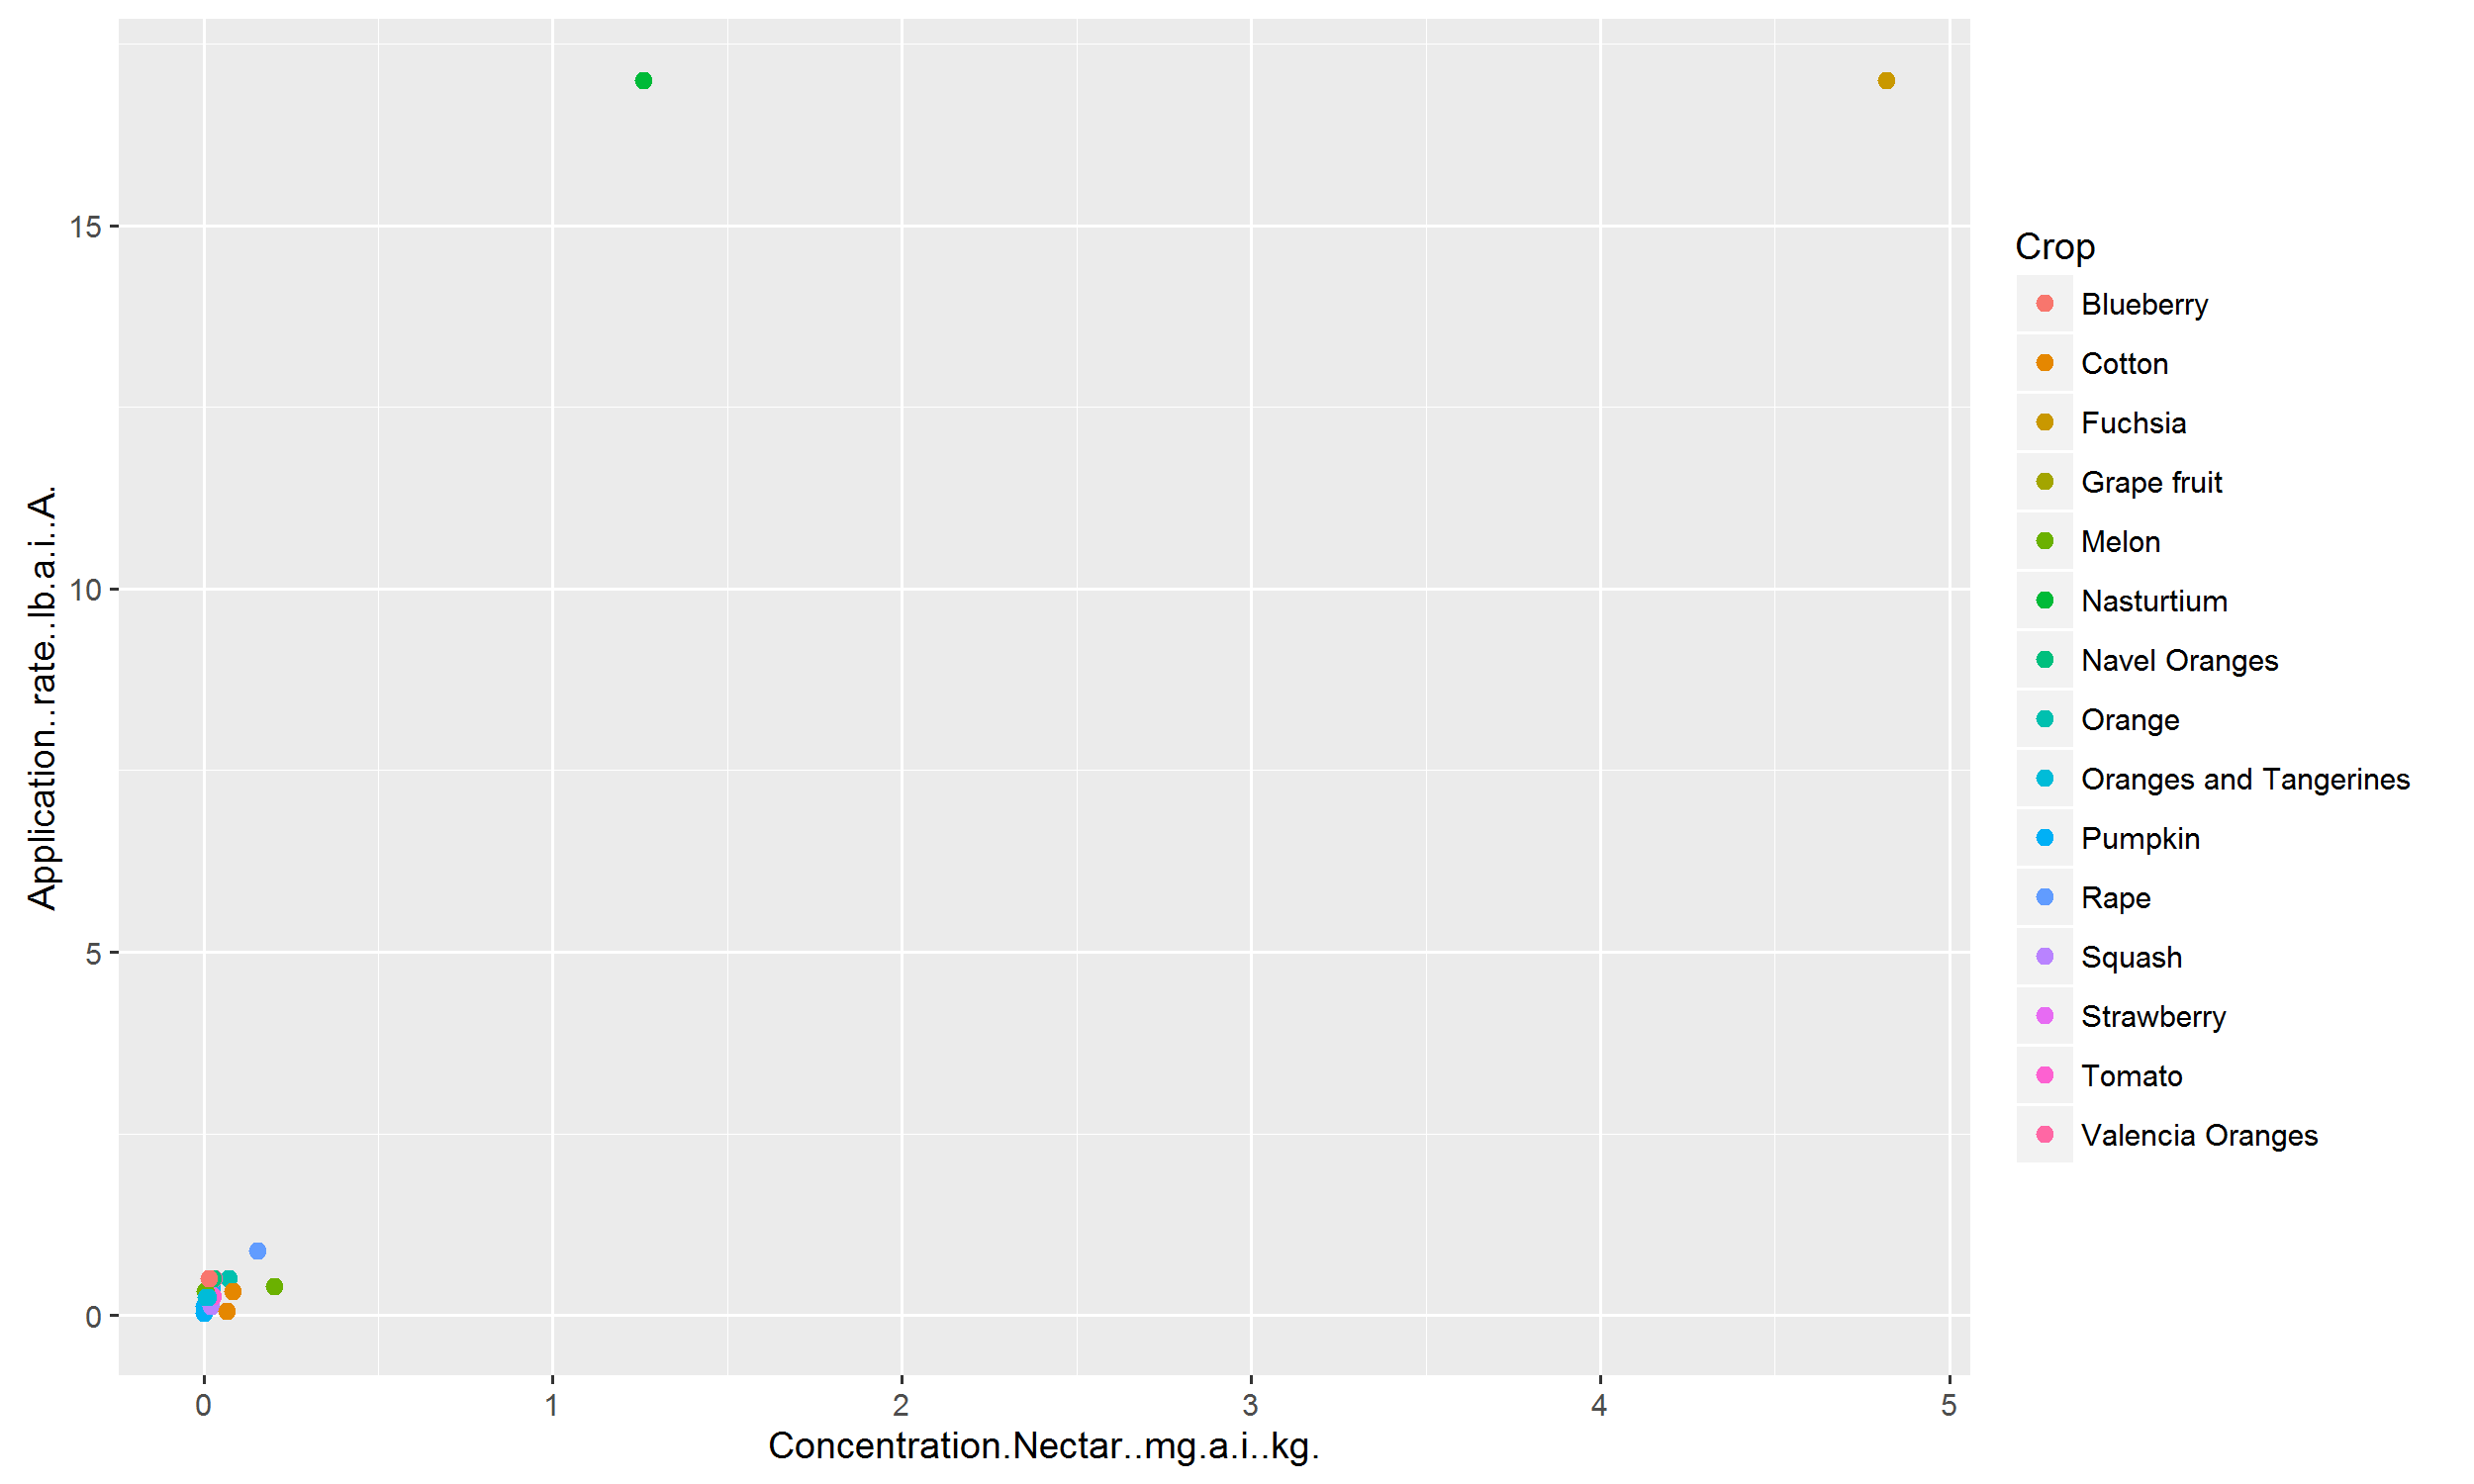 Application..rate..lb.a.i..A.
15
10
5
0
0 1 2 3 4 5
Concentration.Nectar..mg.a.i..kg.
Crop
Blueberry
Cotton
Fuchsia
Grape fruit
Melon
Nasturtium
Navel Oranges
Orange
Oranges and Tangerines
Pumpkin
Rape
Squash
Strawberry
Tomato
Valencia Oranges